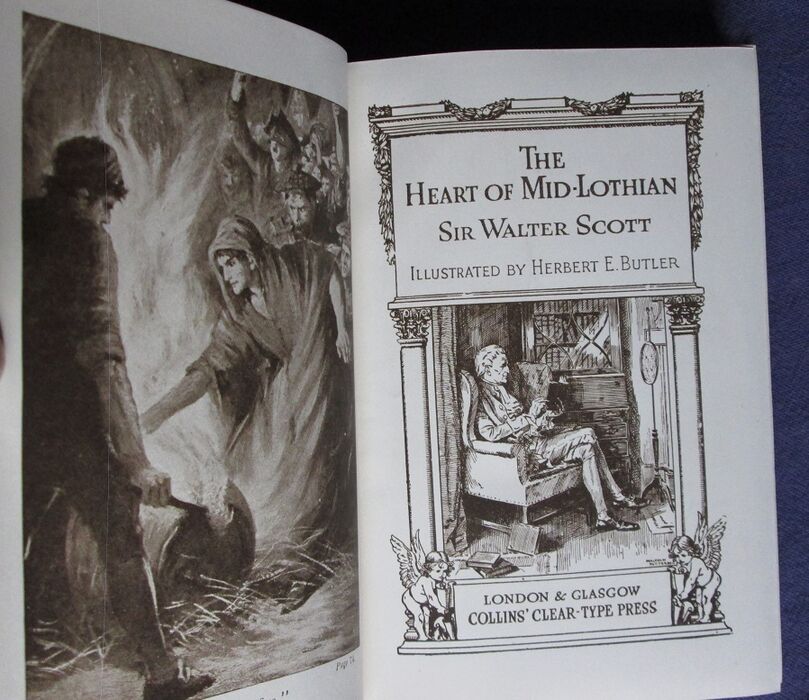 THE
HEART OF MID-LOTHIAN
SIR WALTER SCOTT
ILLUSTRATED BY HERBERT E. BUTLER
LONDON & GLASGOW
COLLINS' CLEAR-TYPE PRESS